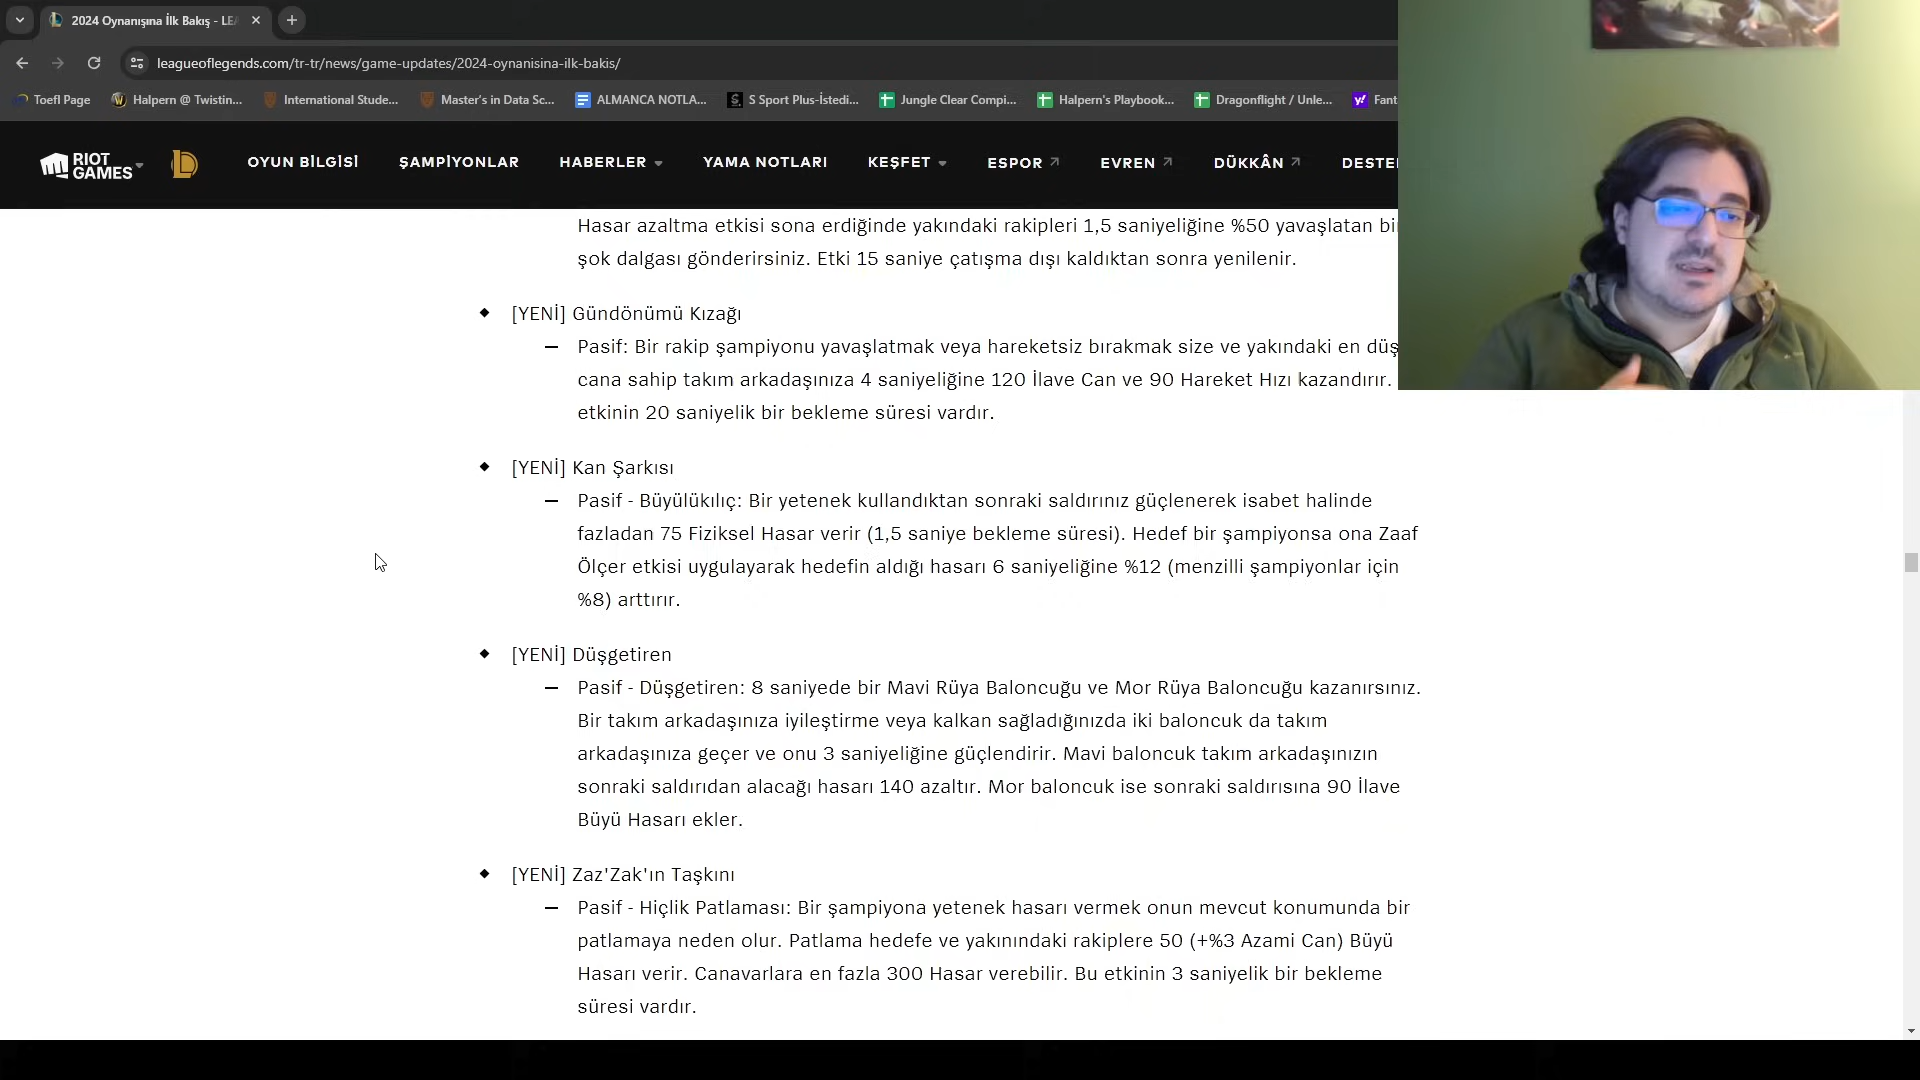 2024 Oynanışına İlk Bakış - LEA
leagueoflegends.com/tr-tr/news/game-updates/2024-oynanisina-ilk-bakis/
Toefl Page Halpern @ Twistin... International Stude... Master's in Data Sc... ALMANCA NOTLA... S Sport Plus-İstedi... Jungle Clear Compi... Halpern's Playbook... Dragonflight / Unle... Fant
RIOT GAMES OYUN BİLGİSİ ŞAMPİYONLAR HABERLER YAMA NOTLARI KEŞFET ESPOR EVREN DÜKKÂN DESTE
Hasar azaltma etkisi sona erdiğinde yakındaki rakipleri 1,5 saniyeliğine %50 yavaşlatan bir
şok dalgası gönderirsiniz. Etki 15 saniye çatışma dışı kaldıktan sonra yenilenir.
[YENİ] Gündönümü Kızağı
Pasif: Bir rakip şampiyonu yavaşlatmak veya hareketsiz bırakmak size ve yakındaki en düş
cana sahip takım arkadaşınıza 4 saniyeliğine 120 İlave Can ve 90 Hareket Hızı kazandırır.
etkinin 20 saniyelik bir bekleme süresi vardır.
[YENİ] Kan Şarkısı
Pasif - Büyülükılıç: Bir yetenek kullandıktan sonraki saldırınız güçlenerek isabet halinde
fazladan 75 Fiziksel Hasar verir (1,5 saniye bekleme süresi). Hedef bir şampiyonsa ona Zaaf
Ölçer etkisi uygulayarak hedefin aldığı hasarı 6 saniyeliğine %12 (menzilli şampiyonlar için
%8) arttırır.
[YENİ] Düşgetiren
Pasif - Düşgetiren: 8 saniyede bir Mavi Rüya Baloncuğu ve Mor Rüya Baloncuğu kazanırsınız.
Bir takım arkadaşınıza iyileştirme veya kalkan sağladığınızda iki baloncuk da takım
arkadaşınıza geçer ve onu 3 saniyeliğine güçlendirir. Mavi baloncuk takım arkadaşınızın
sonraki saldırıdan alacağı hasarı 140 azaltır. Mor baloncuk ise sonraki saldırısına 90 İlave
Büyü Hasarı ekler.
[YENİ] Zaz'Zak'ın Taşkını
Pasif - Hiçlik Patlaması: Bir şampiyona yetenek hasarı vermek onun mevcut konumunda bir
patlamaya neden olur. Patlama hedefe ve yakınındaki rakiplere 50 (+%3 Azami Can) Büyü
Hasarı verir. Canavarlara en fazla 300 Hasar verebilir. Bu etkinin 3 saniyelik bir bekleme
süresi vardır.